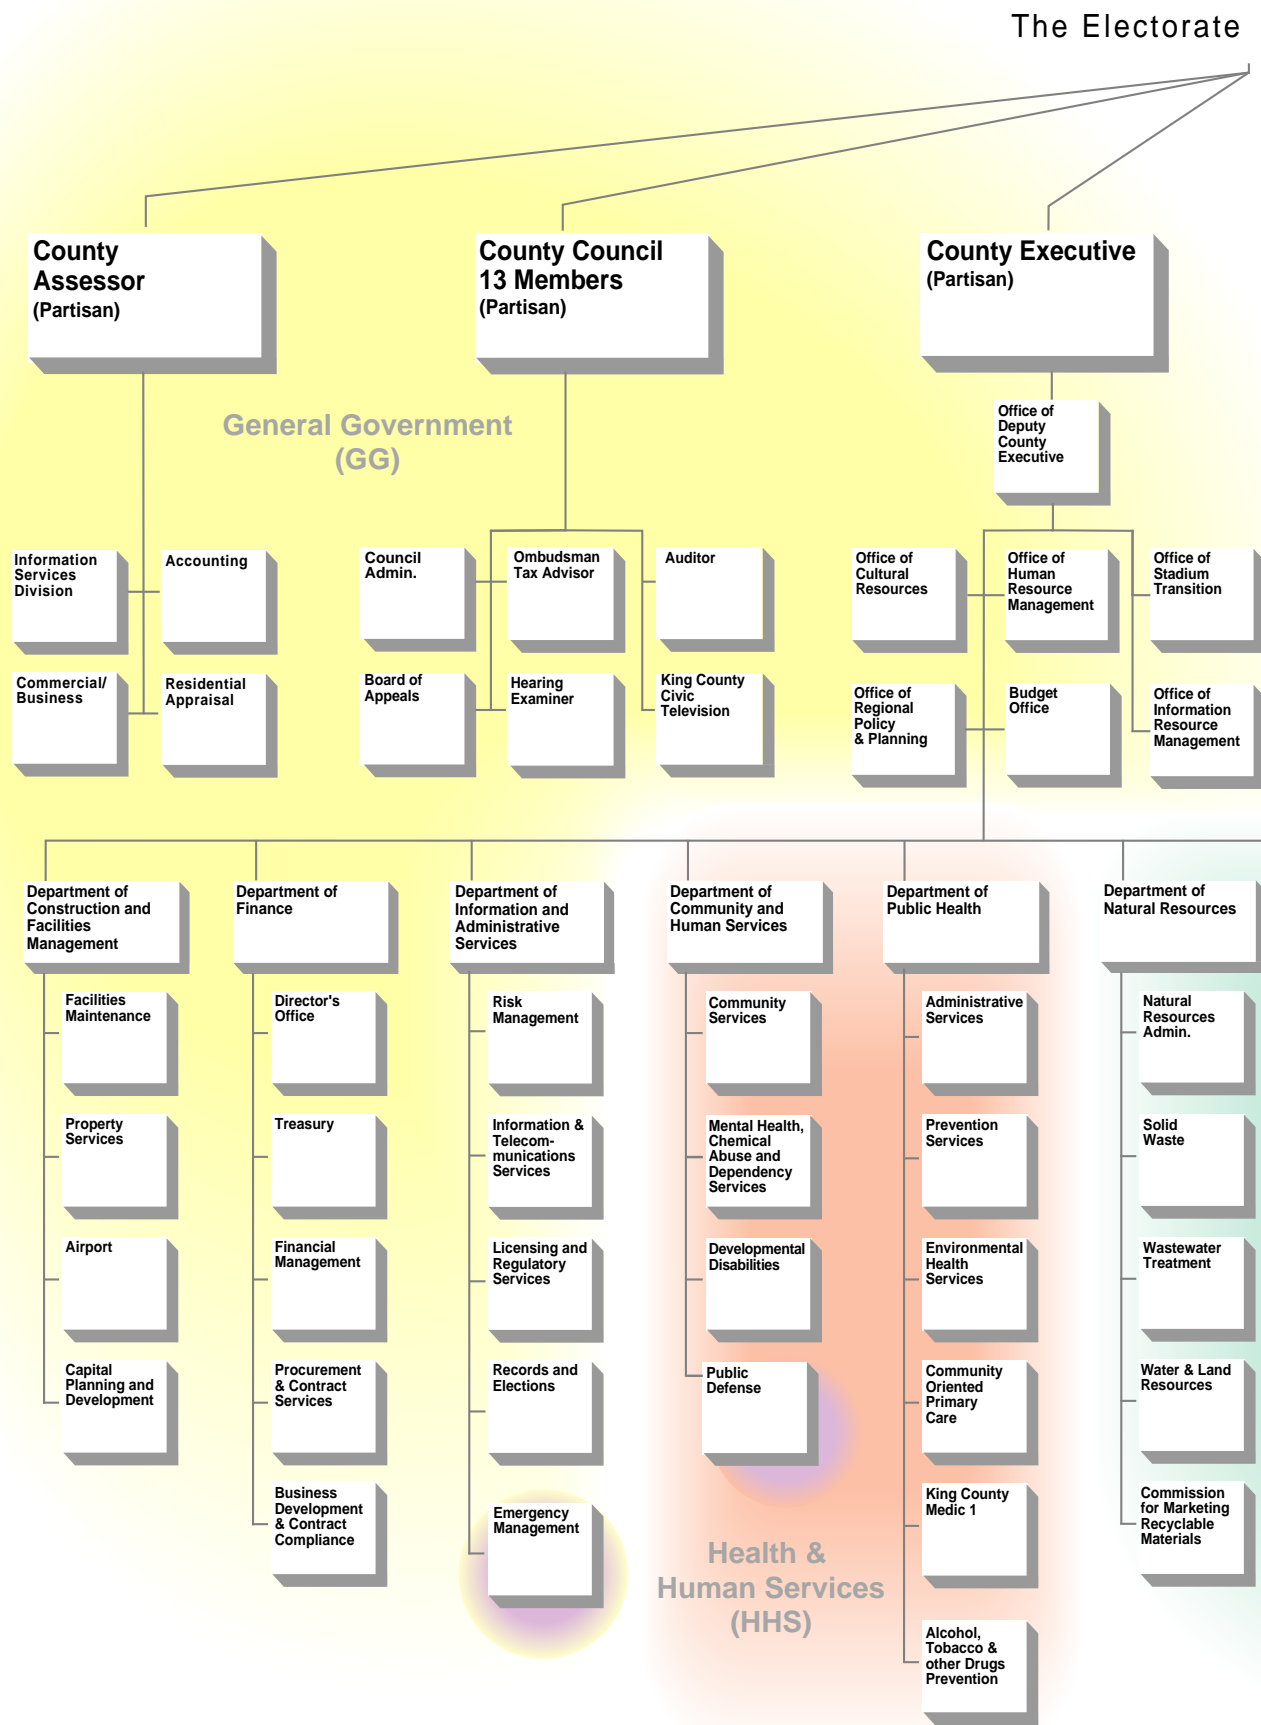 The Electorate
County
Assessor
(Partisan)
County Council
13 Members
(Partisan)
County Executive
(Partisan)
General Government
(GG)
Office of
Deputy
County
Executive
Information
Services
Division
Accounting
Commercial/
Business
Residential
Appraisal
Council
Admin.
Ombudsman
Tax Advisor
Auditor
Board of
Appeals
Hearing
Examiner
King County
Civic
Television
Office of
Cultural
Resources
Office of
Human
Resource
Management
Office of
Stadium
Transition
Office of
Regional
Policy
& Planning
Budget
Office
Office of
Information
Resource
Management
Department of
Construction and
Facilities
Management
Facilities
Maintenance
Property
Services
Airport
Capital
Planning and
Development
Department of
Finance
Director's
Office
Treasury
Financial
Management
Procurement
& Contract
Services
Business
Development
& Contract
Compliance
Department of
Information and
Administrative
Services
Risk
Management
Information &
Telecom-
munications
Services
Licensing and
Regulatory
Services
Records and
Elections
Emergency
Management
Department of
Community and
Human Services
Community
Services
Mental Health,
Chemical
Abuse and
Dependency
Services
Developmental
Disabilities
Public
Defense
Health &
Human Services
(HHS)
Department of
Public Health
Administrative
Services
Prevention
Services
Environmental
Health
Services
Community
Oriented
Primary
Care
King County
Medic 1
Alcohol,
Tobacco &
other Drugs
Prevention
Department of
Natural Resources
Natural
Resources
Admin.
Solid
Waste
Wastewater
Treatment
Water & Land
Resources
Commission
for Marketing
Recyclable
Materials